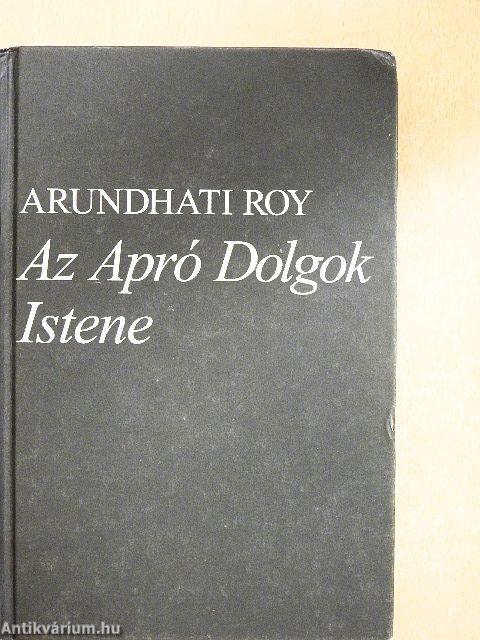 ARUNDHATI ROY
Az Apró Dolgok
Istene
Antikvárium.hu